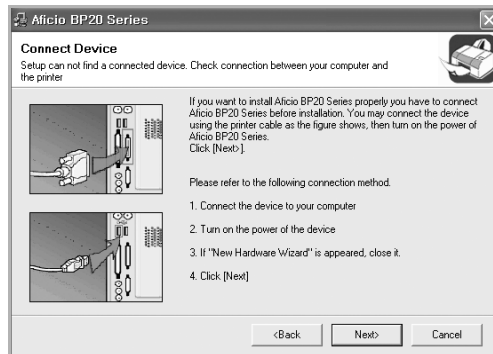 Aficio BP20 Series
Connect Device
Setup can not find a connected device. Check connection between your computer and
the printer
If you want to install Aficio BP20 Series properly you have to connect
Aficio BP20 Series before installation. You may connect the device
using the printer cable as the figure shows, then turn on the power of
Aficio BP20 Series.
Click [Next>].
Please refer to the following connection method.
1. Connect the device to your computer
2. Turn on the power of the device
3. If "New Hardware Wizard" is appeared, close it.
4. Click [Next]
<Back
Next>
Cancel